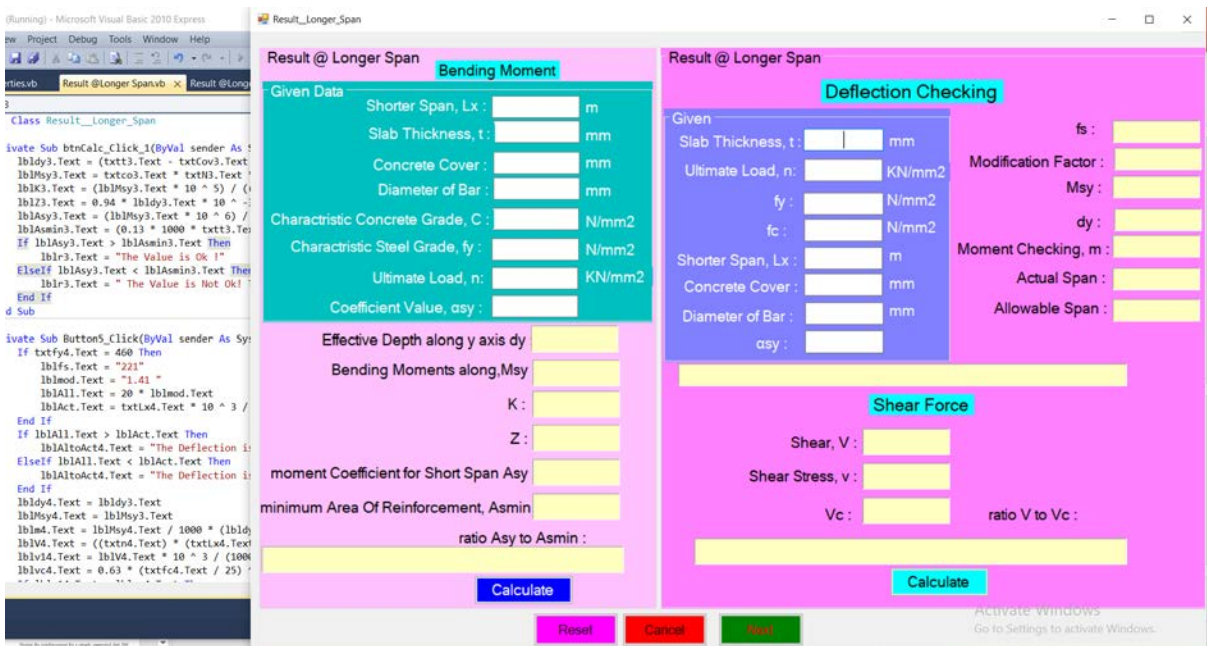 (Running) - Microsoft Visual Basic 2010 Express
ew Project Debug Tools Window Help
rties.vb Result @Longer Span.vb × Result @Long
Class Result__Longer_Span
ivate Sub btnCalc_Click_1(ByVal sender As S
lbldy3.Text = (txtt3.Text - txtCov3.Text
lblMsy3.Text = txtco3.Text * txtN3.Text
lblK3.Text = (lblMsy3.Text * 10 ^ 5) / (
lblZ3.Text = 0.94 * lbldy3.Text * 10 ^ -
lblAsy3.Text = (lblMsy3.Text * 10 ^ 6) /
lblAsmin3.Text = (0.13 * 1000 * txtt3.Te
If lblAsy3.Text > lblAsmin3.Text Then
lblr3.Text = "The Value is Ok !"
ElseIf lblAsy3.Text < lblAsmin3.Text The
lblr3.Text = " The Value is Not Ok!
End If
d Sub
ivate Sub Button5_Click(ByVal sender As Sys
If txtfy4.Text = 460 Then
lblfs.Text = "221"
lblmod.Text = "1.41 "
lblAll.Text = 20 * lblmod.Text
lblAct.Text = txtLx4.Text * 10 ^ 3 /
End If
If lblAll.Text > lblAct.Text Then
lblAltoAct4.Text = "The Deflection is
ElseIf lblAll.Text < lblAct.Text Then
lblAltoAct4.Text = "The Deflection i
End If
lbldy4.Text = lbldy3.Text
lblMsy4.Text = lblMsy3.Text
lblm4.Text = lblMsy4.Text / 1000 * (lbldy
lblV4.Text = ((txtn4.Text) * (txtLx4.Text
lblv14.Text = lblV4.Text * 10 ^ 3 / (100
lblvc4.Text = 0.63 * (txtfc4.Text / 25) ^
Result__Longer_Span
Result @ Longer Span
Bending Moment
Given Data
Shorter Span, Lx : m
Slab Thickness, t : mm
Concrete Cover : mm
Diameter of Bar : mm
Charactristic Concrete Grade, C : N/mm2
Charactristic Steel Grade, fy : N/mm2
Ultimate Load, n: KN/mm2
Coefficient Value, αsy :
Effective Depth along y axis dy
Bending Moments along,Msy
K :
Z :
moment Coefficient for Short Span Asy
minimum Area Of Reinforcement, Asmin
ratio Asy to Asmin :
Calculate
Result @ Longer Span
Deflection Checking
Given
Slab Thickness, t : mm
Ultimate Load, n: KN/mm2
fy : N/mm2
fc : N/mm2
Shorter Span, Lx : m
Concrete Cover : mm
Diameter of Bar : mm
αsy :
fs :
Modification Factor :
Msy :
dy :
Moment Checking, m :
Actual Span :
Allowable Span :
Shear Force
Shear, V :
Shear Stress, v :
Vc : ratio V to Vc :
Calculate
Reset Cancel Next
Activate Windows
Go to Settings to activate Windows.